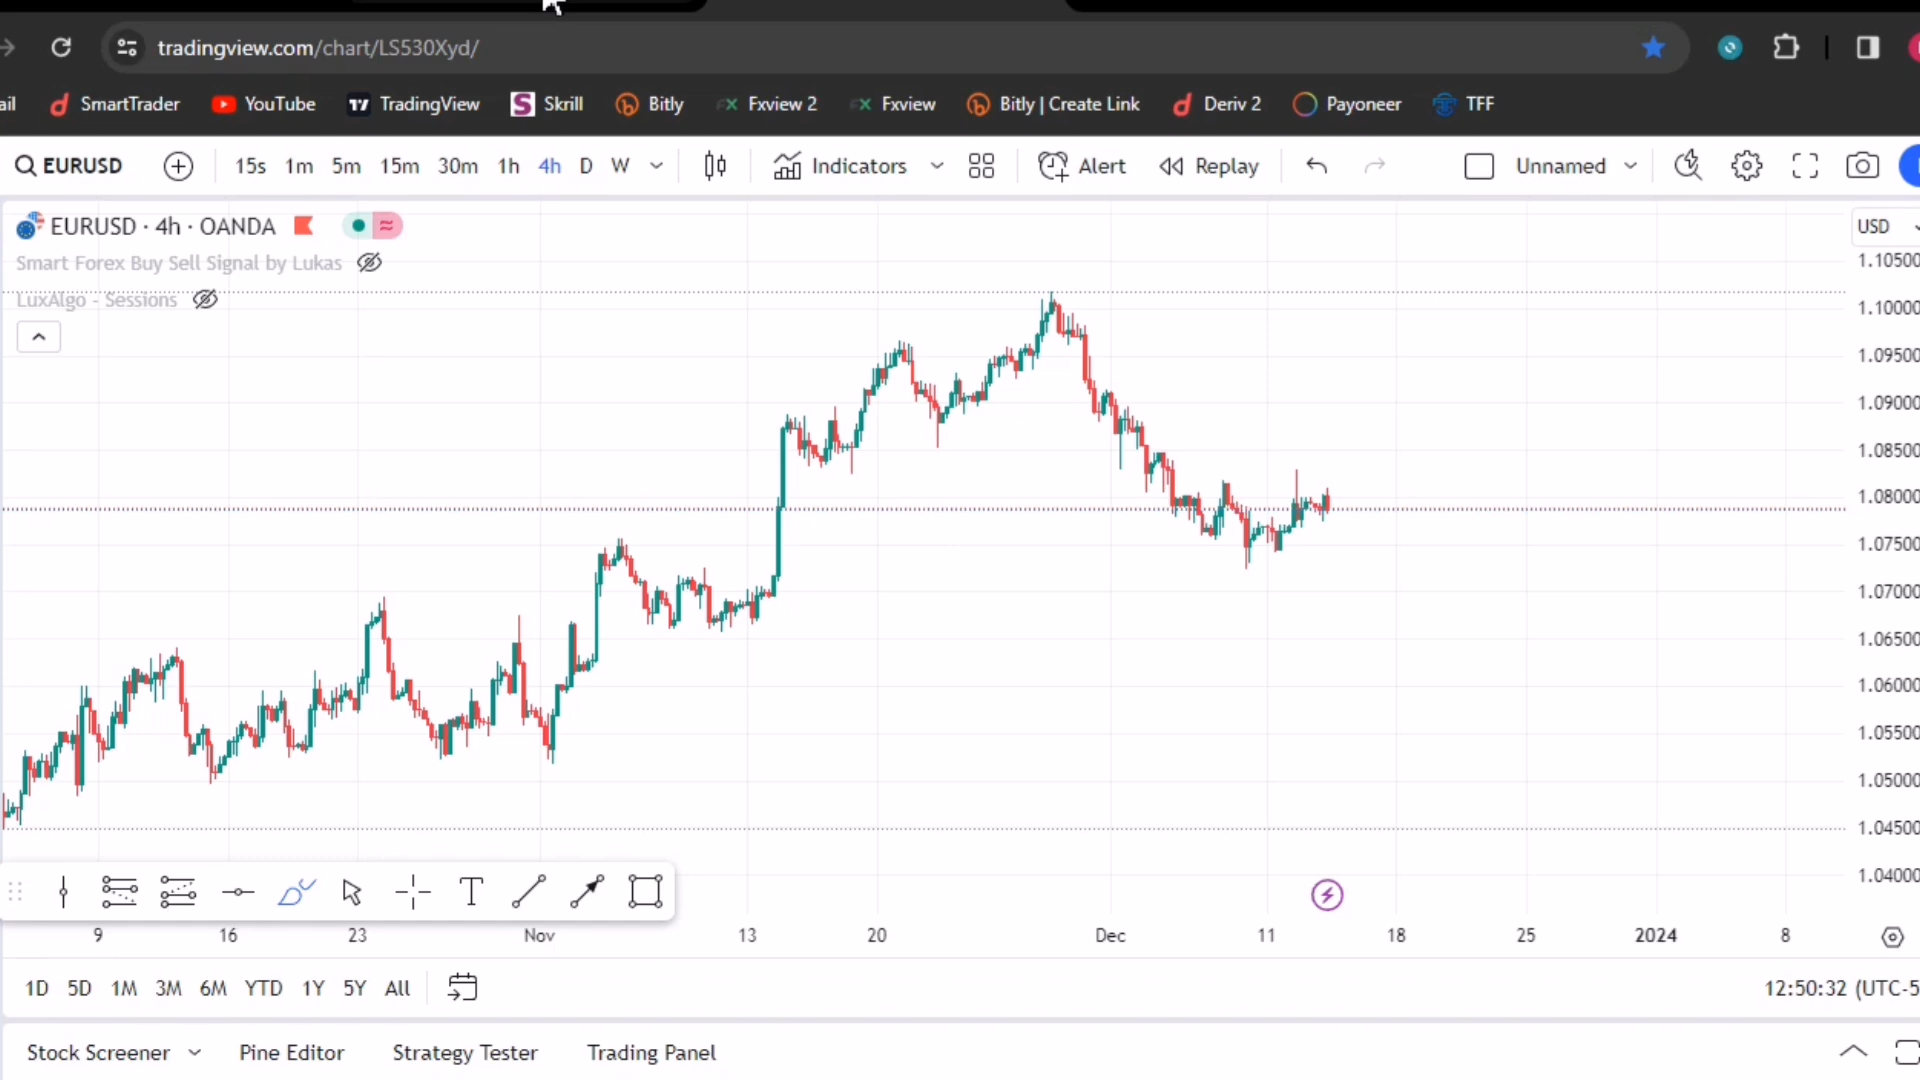 tradingview.com/chart/LS530Xyd/
ail SmartTrader YouTube TradingView Skrill Bitly Fxview 2 Fxview Bitly | Create Link Deriv 2 Payoneer TFF
EURUSD 15s 1m 5m 15m 30m 1h 4h D W Indicators Alert Replay Unnamed
EURUSD · 4h · OANDA
USD
Smart Forex Buy Sell Signal by Lukas
LuxAlgo - Sessions
1.10500
1.10000
1.09500
1.09000
1.08500
1.08000
1.07500
1.07000
1.06500
1.06000
1.05500
1.05000
1.04500
1.04000
9 16 23 Nov 13 20 Dec 11 18 25 2024 8
1D 5D 1M 3M 6M YTD 1Y 5Y All 12:50:32 (UTC-5
Stock Screener Pine Editor Strategy Tester Trading Panel